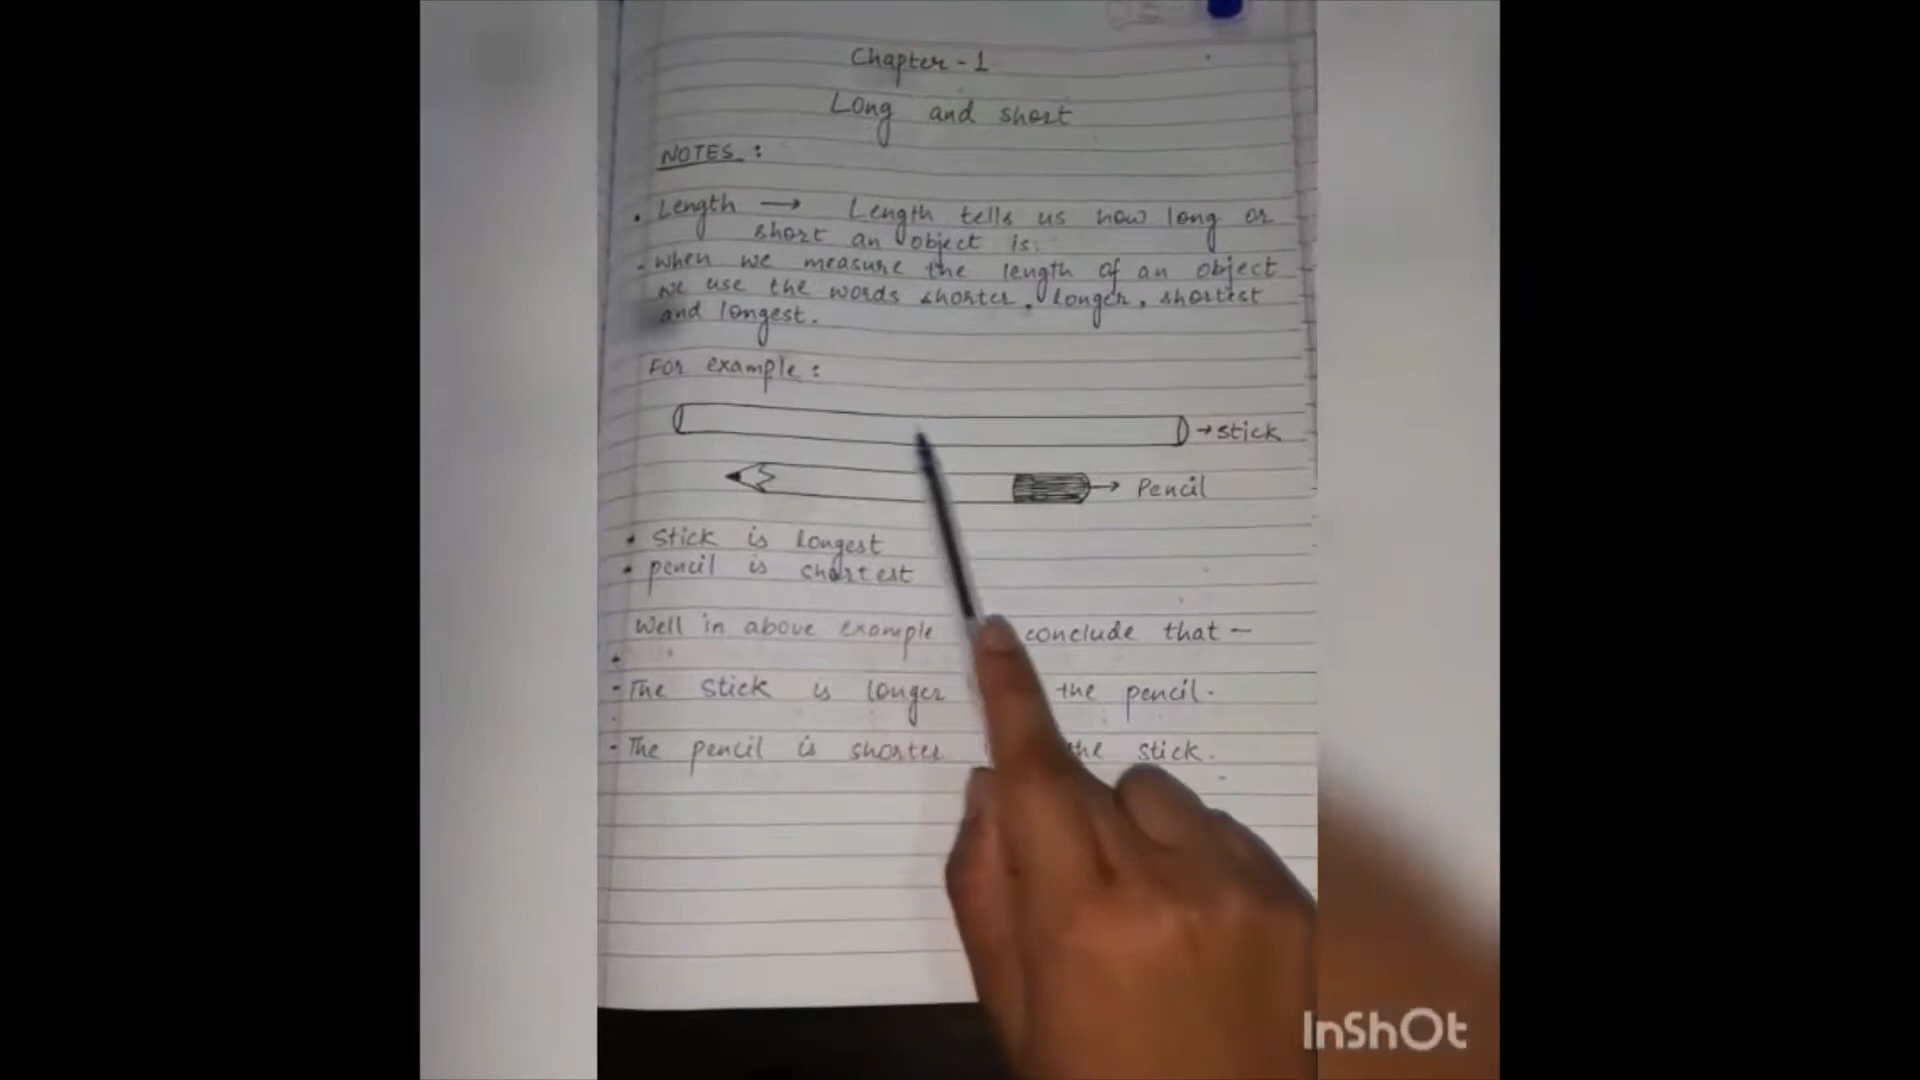 Chapter - 1
Long and short
NOTES :
• Length → Length tells us how long or
short an object is.
- when we measure the length of an object
we use the words shorter, longer, shortest
and longest.
For example :
→ stick
→ Pencil
• Stick is longest
• pencil is shortest
Well in above example conclude that -
- The stick is longer the pencil.
- The pencil is shorter the stick.
InShOt